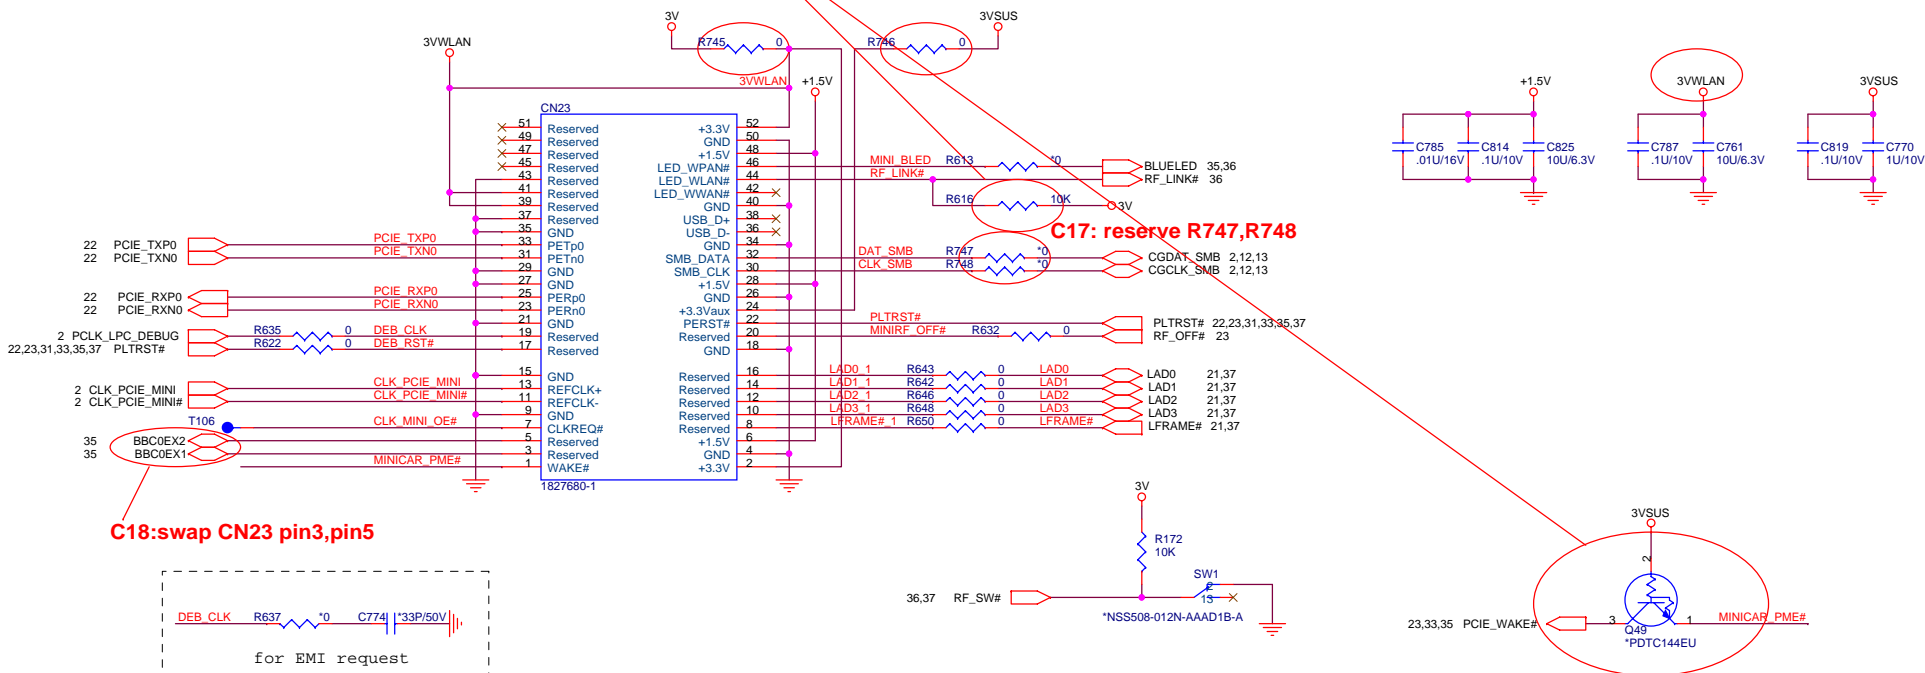 3V
3VSUS
R745 0
R746 0
3VWLAN
3VWLAN
+1.5V
CN23
51 Reserved
49 Reserved
47 Reserved
45 Reserved
43 Reserved
41 Reserved
39 Reserved
37 Reserved
35 GND
33 PETp0
31 PETn0
29 GND
27 GND
25 PERp0
23 PERn0
21 GND
19 Reserved
17 Reserved
15 GND
13 REFCLK+
11 REFCLK-
9 GND
7 CLKREQ#
5 Reserved
3 Reserved
1 WAKE#
+3.3V 52
GND 50
+1.5V 48
LED_WPAN# 46
LED_WLAN# 44
LED_WWAN# 42
GND 40
USB_D+ 38
USB_D- 36
GND 34
SMB_DATA 32
SMB_CLK 30
+1.5V 28
GND 26
+3.3Vaux 24
PERST# 22
Reserved 20
GND 18
Reserved 16
Reserved 14
Reserved 12
Reserved 10
Reserved 8
+1.5V 6
GND 4
+3.3V 2
1827680-1
22 PCIE_TXP0 PCIE_TXP0
22 PCIE_TXN0 PCIE_TXN0
22 PCIE_RXP0 PCIE_RXP0
22 PCIE_RXN0 PCIE_RXN0
2 PCLK_LPC_DEBUG R635 0 DEB_CLK
22,23,31,33,35,37 PLTRST# R622 0 DEB_RST#
2 CLK_PCIE_MINI CLK_PCIE_MINI
2 CLK_PCIE_MINI# CLK_PCIE_MINI#
T106 CLK_MINI_OE#
35 BBC0EX2
35 BBC0EX1
MINICAR_PME#
C18:swap CN23 pin3,pin5
MINI_BLED R613 *0 BLUELED 35,36
RF_LINK# RF_LINK# 36
R616 10K 3V
C17: reserve R747,R748
DAT_SMB R747 *0 CGDAT_SMB 2,12,13
CLK_SMB R748 *0 CGCLK_SMB 2,12,13
PLTRST# PLTRST# 22,23,31,33,35,37
MINIRF_OFF# R632 0 RF_OFF# 23
LAD0_1 R643 0 LAD0 LAD0 21,37
LAD1_1 R642 0 LAD1 LAD1 21,37
LAD2_1 R646 0 LAD2 LAD2 21,37
LAD3_1 R648 0 LAD3 LAD3 21,37
LFRAME#_1 R650 0 LFRAME# LFRAME# 21,37
+1.5V
C785 .01U/16V
C814 .1U/10V
C825 10U/6.3V
3VWLAN
C787 .1U/10V
C761 10U/6.3V
3VSUS
C819 .1U/10V
C770 1U/10V
DEB_CLK R637 *0 C774 *33P/50V
for EMI request
3V
R172
10K
36,37 RF_SW#
SW1
2
13
*NSS508-012N-AAAD1B-A
3VSUS
2
23,33,35 PCIE_WAKE# 3 1 MINICAR_PME#
Q49
*PDTC144EU